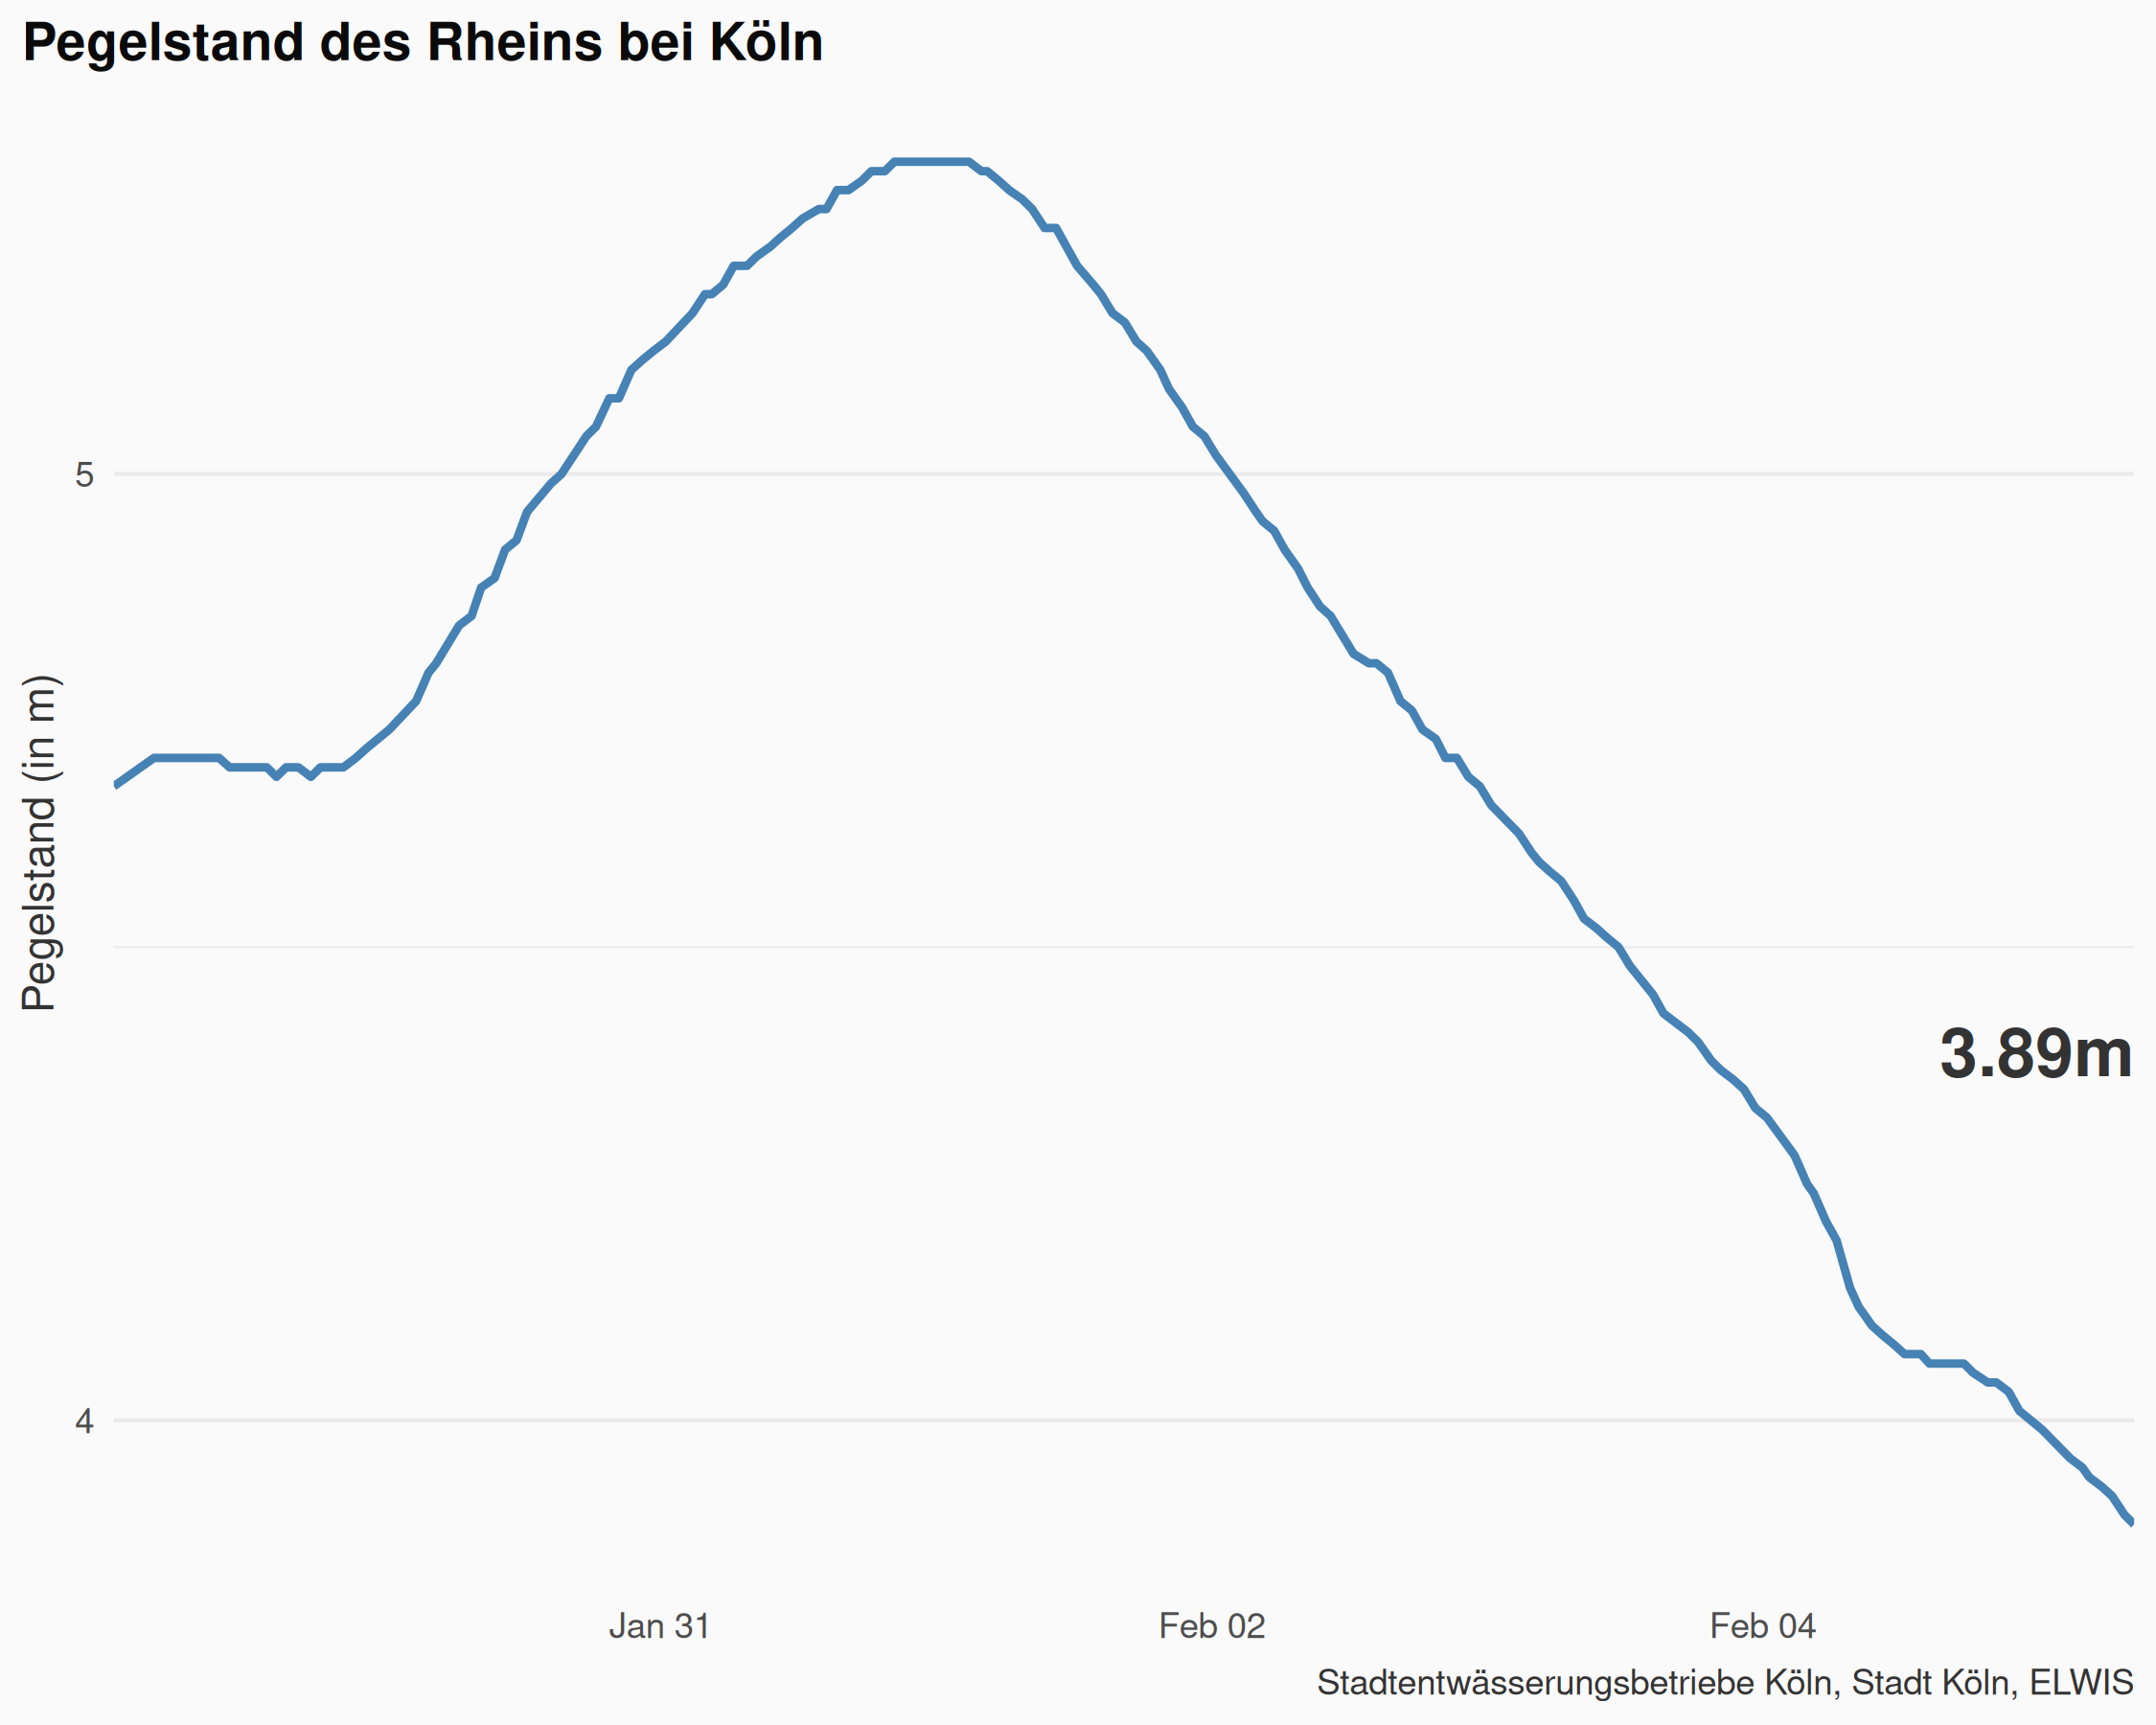 Pegelstand des Rheins bei Köln
Pegelstand (in m)
5
4
3.89m
Jan 31
Feb 02
Feb 04
Stadtentwässerungsbetriebe Köln, Stadt Köln, ELWIS